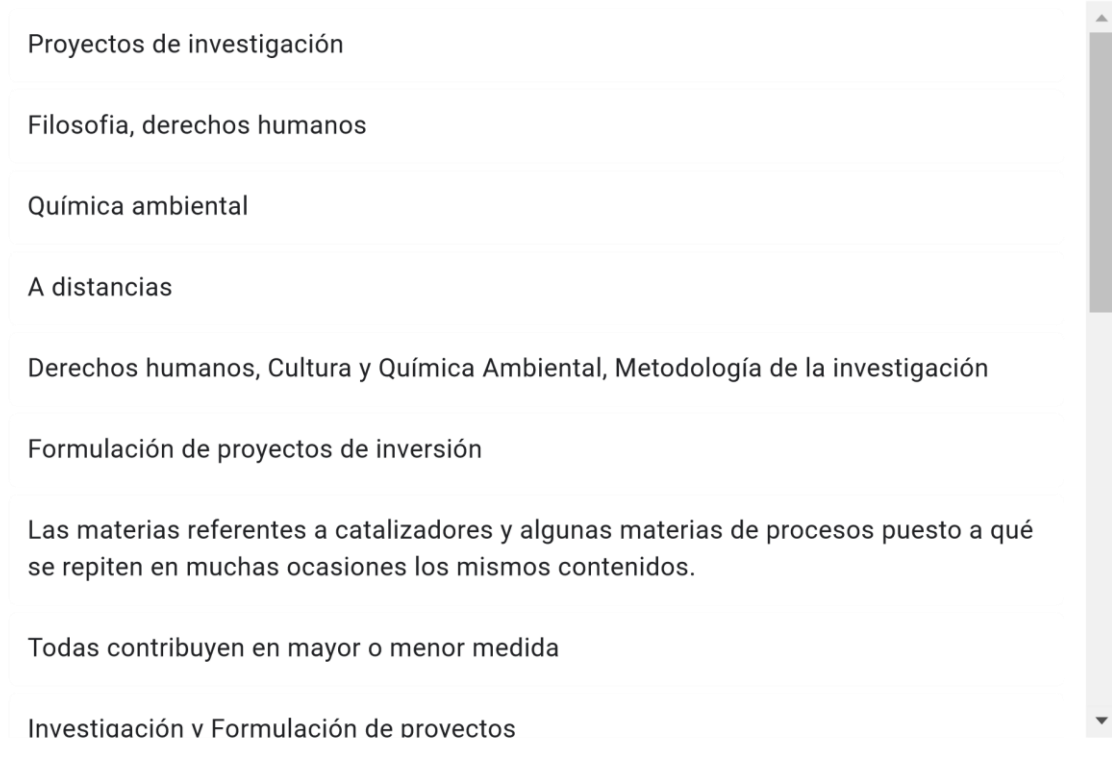 Proyectos de investigación
Filosofia, derechos humanos
Química ambiental
A distancias
Derechos humanos, Cultura y Química Ambiental, Metodología de la investigación
Formulación de proyectos de inversión
Las materias referentes a catalizadores y algunas materias de procesos puesto a qué
se repiten en muchas ocasiones los mismos contenidos.
Todas contribuyen en mayor o menor medida
Investigación y Formulación de proyectos